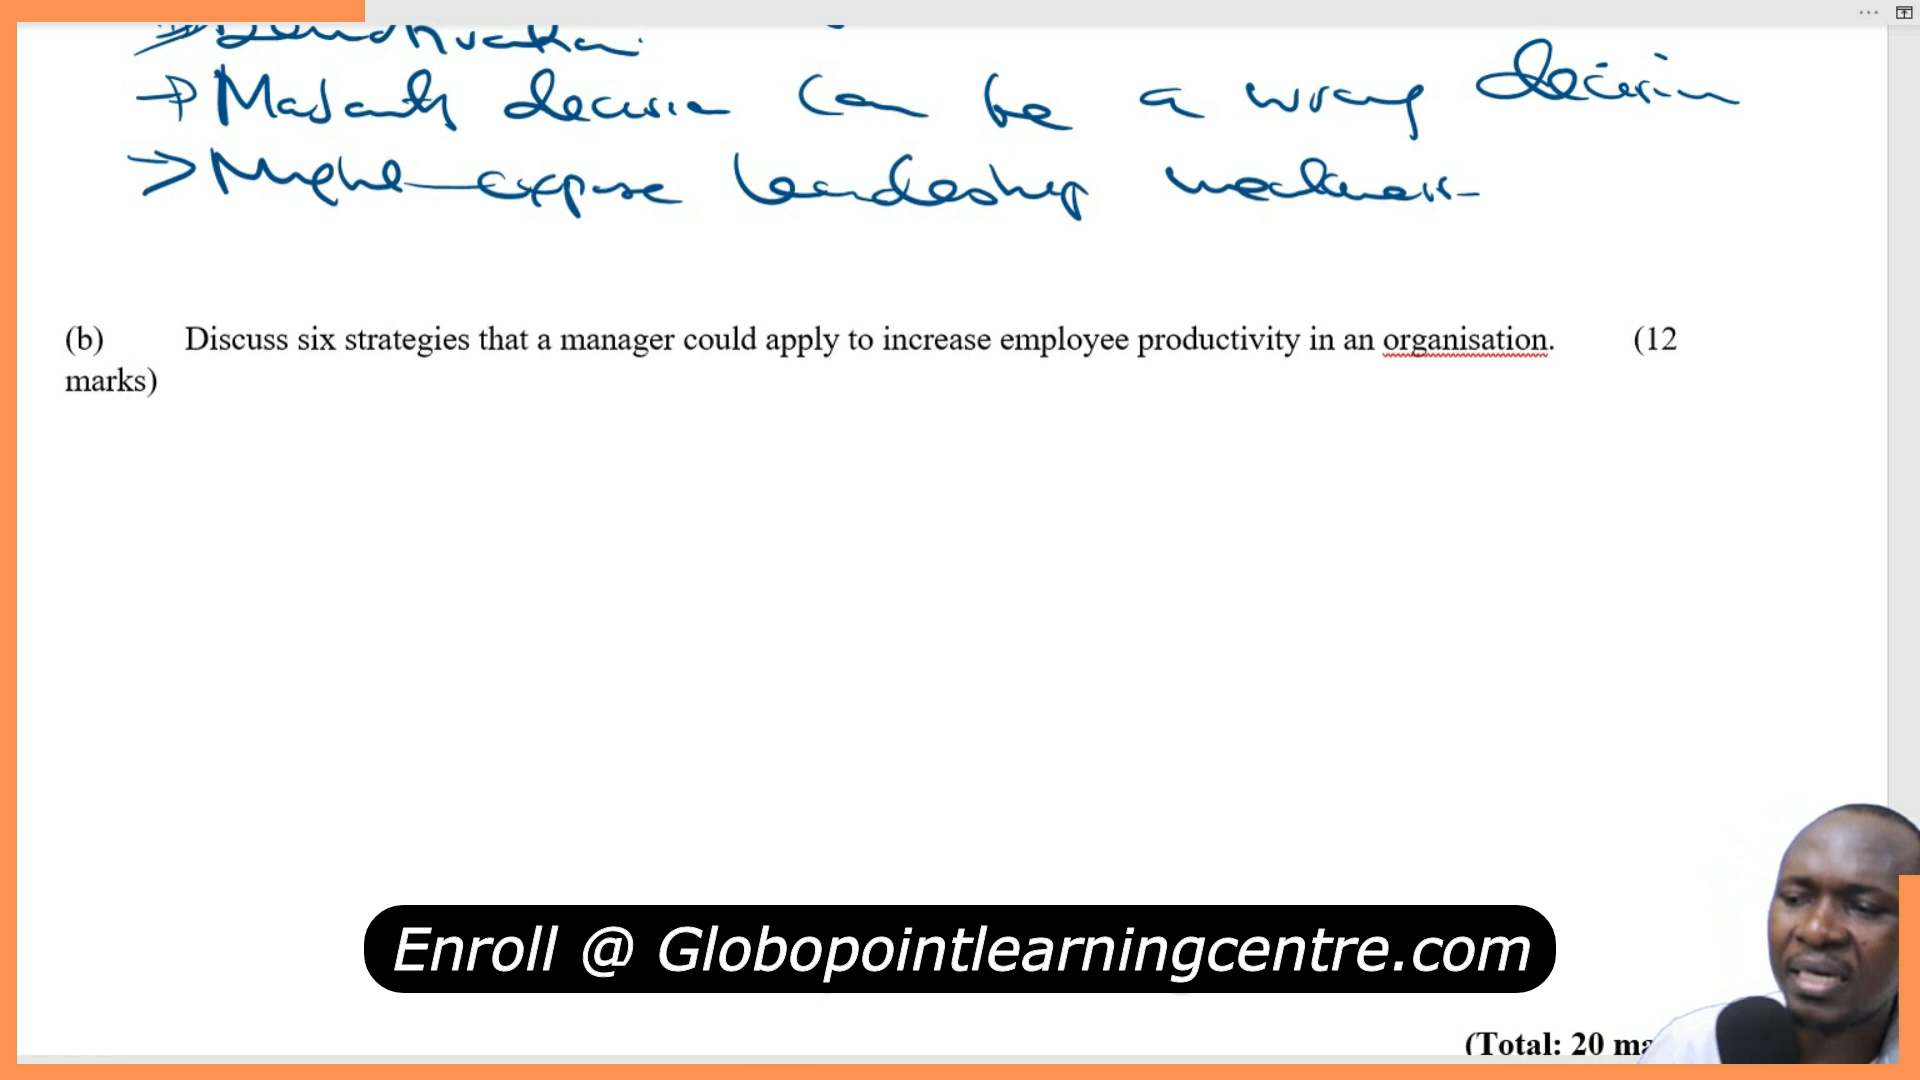 → Majority decision can be a wrong decision
→ Might expose leadership weakness
(b) Discuss six strategies that a manager could apply to increase employee productivity in an organisation. (12
marks)
Enroll @ Globopointlearningcentre.com
(Total: 20 ma